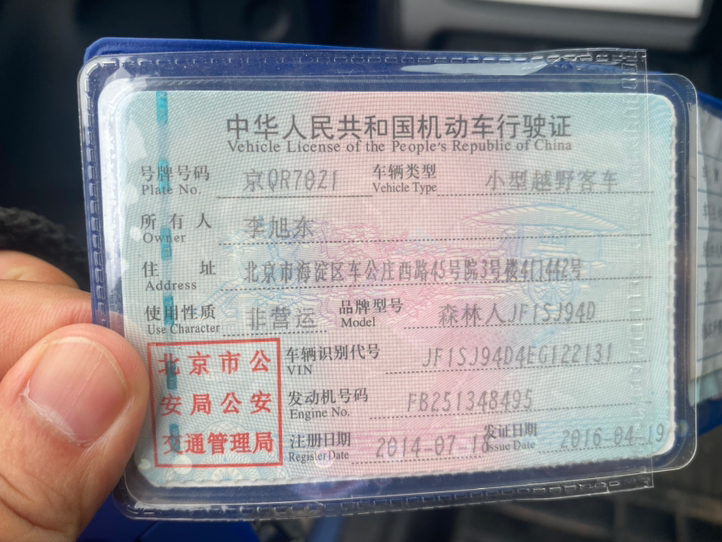 中华人民共和国机动车行驶证
Vehicle License of the People's Republic of China
号牌号码 京QR7021 车辆类型 小型越野客车
Plate No. Vehicle Type
所有人 李旭东
Owner
住址 北京市海淀区车公庄西路45号院3号楼4门442号
Address
使用性质 非营运 品牌型号 森林人JF1SJ94D
Use Character Model
北京市公
安局公安
交通管理局
车辆识别代号 JF1SJ94D4EG122131
VIN
发动机号码 FB251348495
Engine No.
注册日期 2014-07-18 发证日期 2016-04-19
Register Date Issue Date